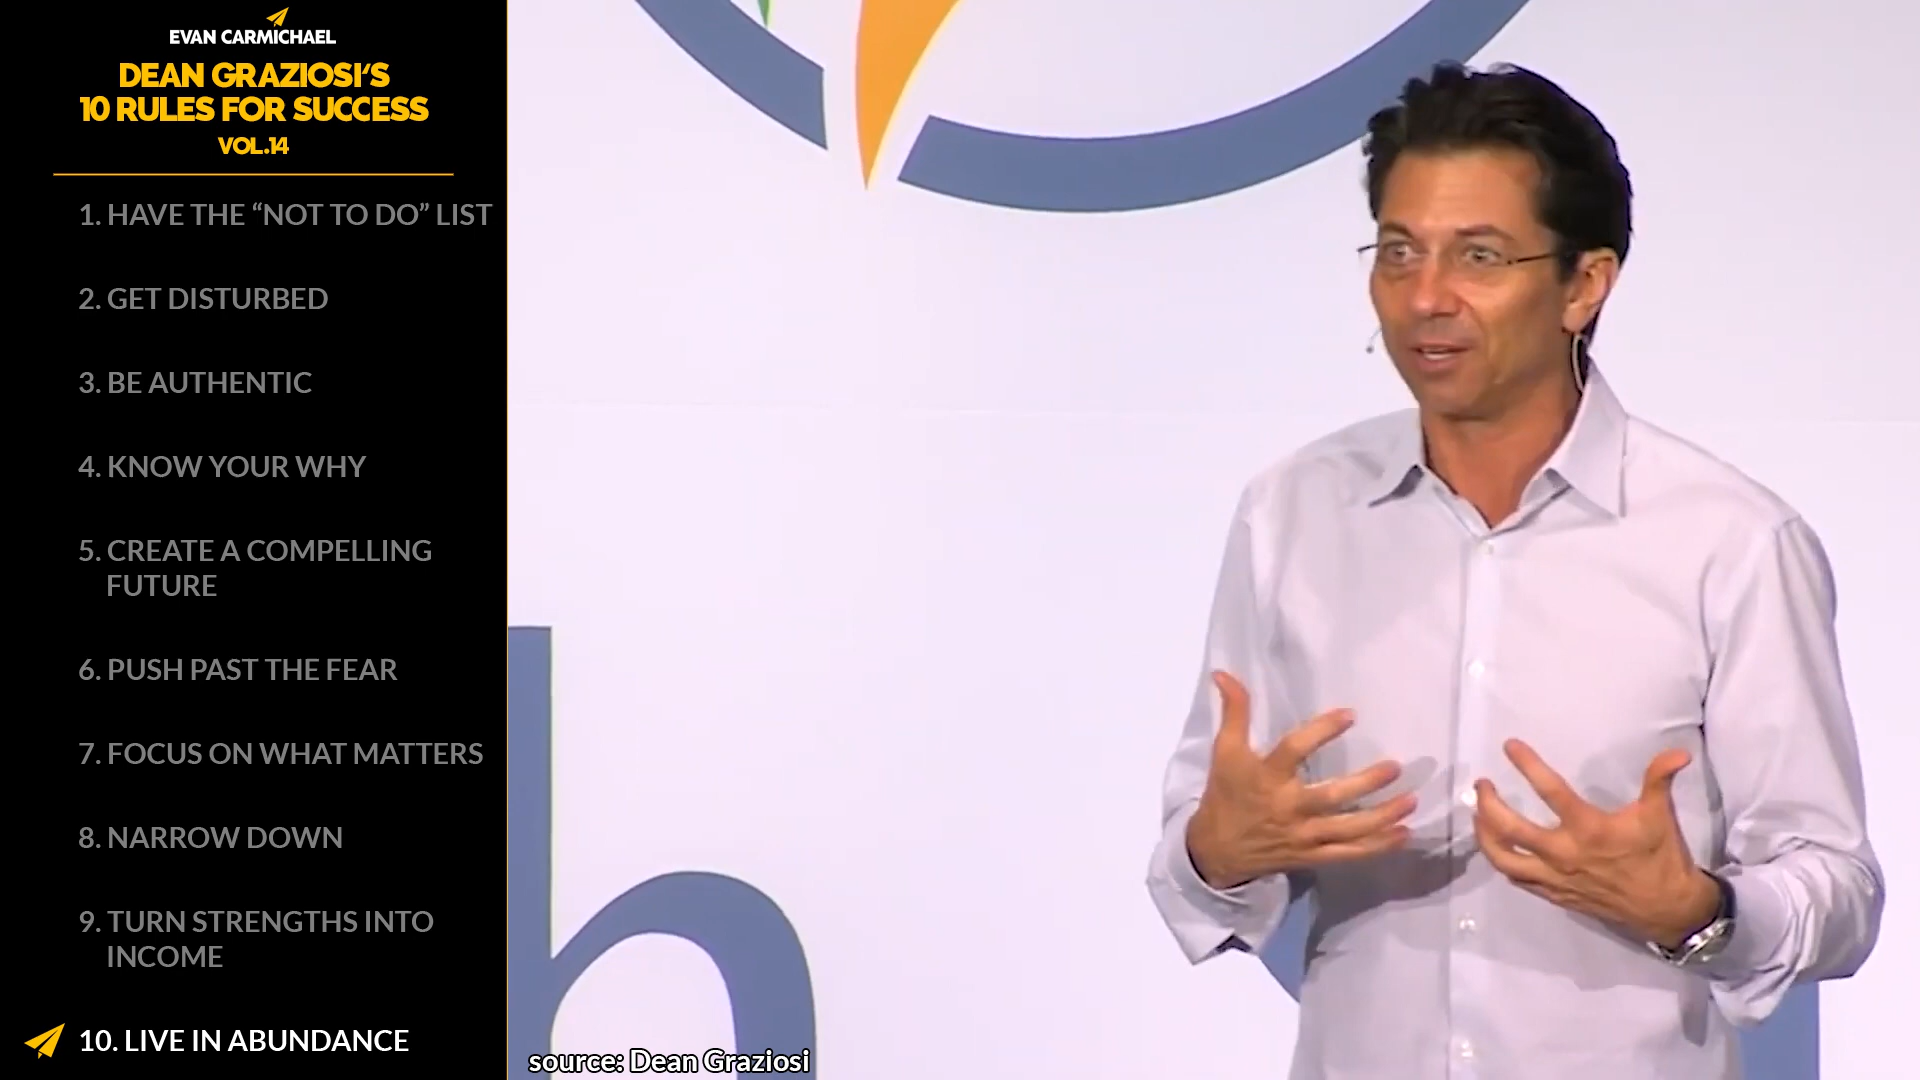 EVAN CARMICHAEL
DEAN GRAZIOSI'S
10 RULES FOR SUCCESS
VOL.14
1. HAVE THE “NOT TO DO” LIST
2. GET DISTURBED
3. BE AUTHENTIC
4. KNOW YOUR WHY
5. CREATE A COMPELLING
FUTURE
6. PUSH PAST THE FEAR
7. FOCUS ON WHAT MATTERS
8. NARROW DOWN
9. TURN STRENGTHS INTO
INCOME
10. LIVE IN ABUNDANCE
h
source: Dean Graziosi